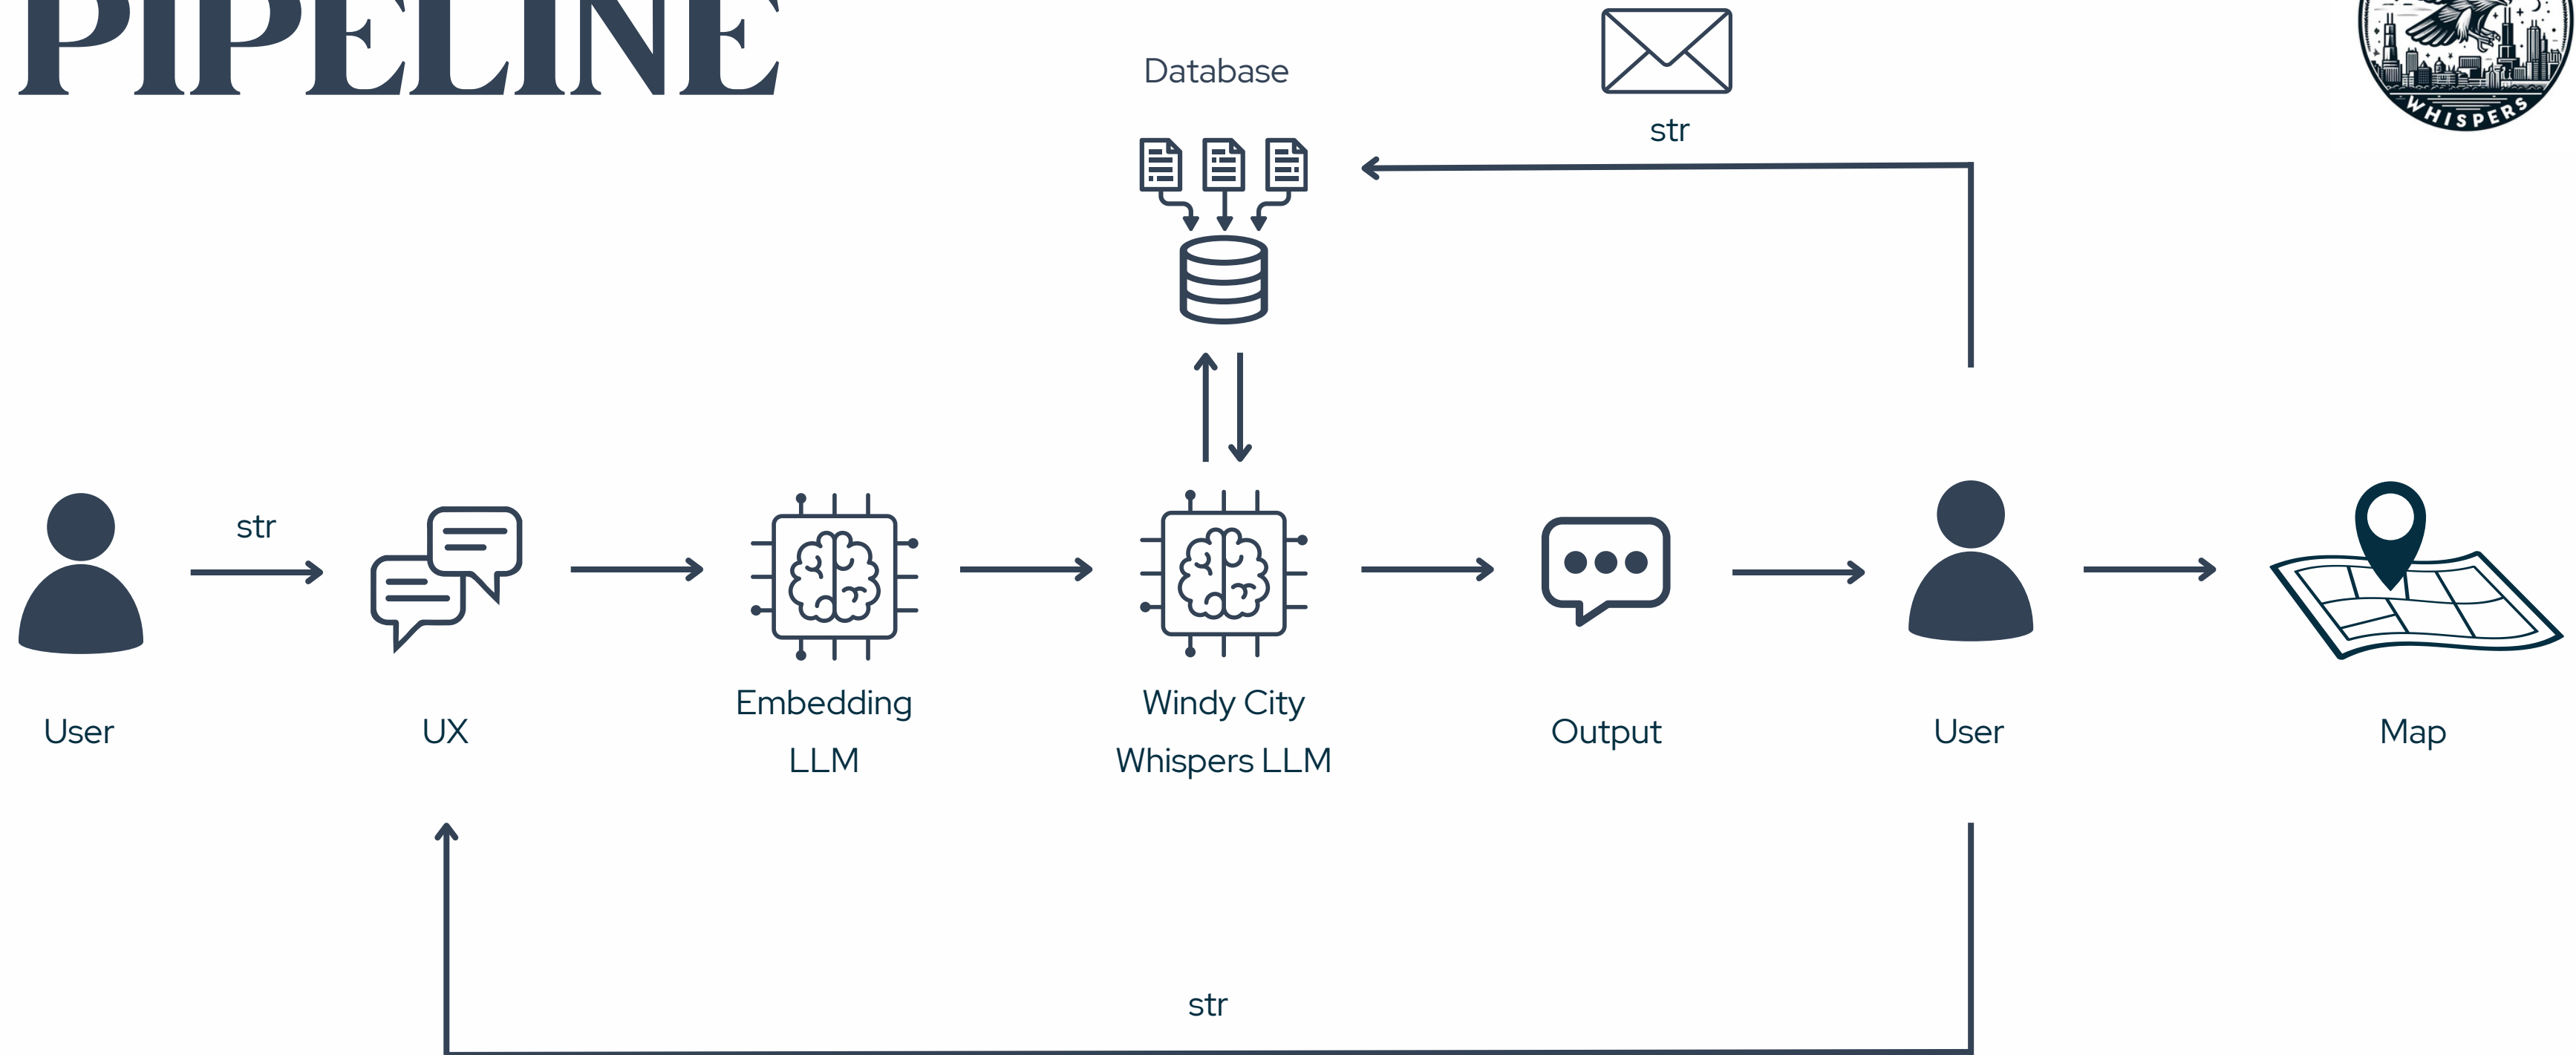 PIPELINE
Database
str
WHISPERS
str
User
UX
Embedding
LLM
Windy City
Whispers LLM
Output
User
Map
str